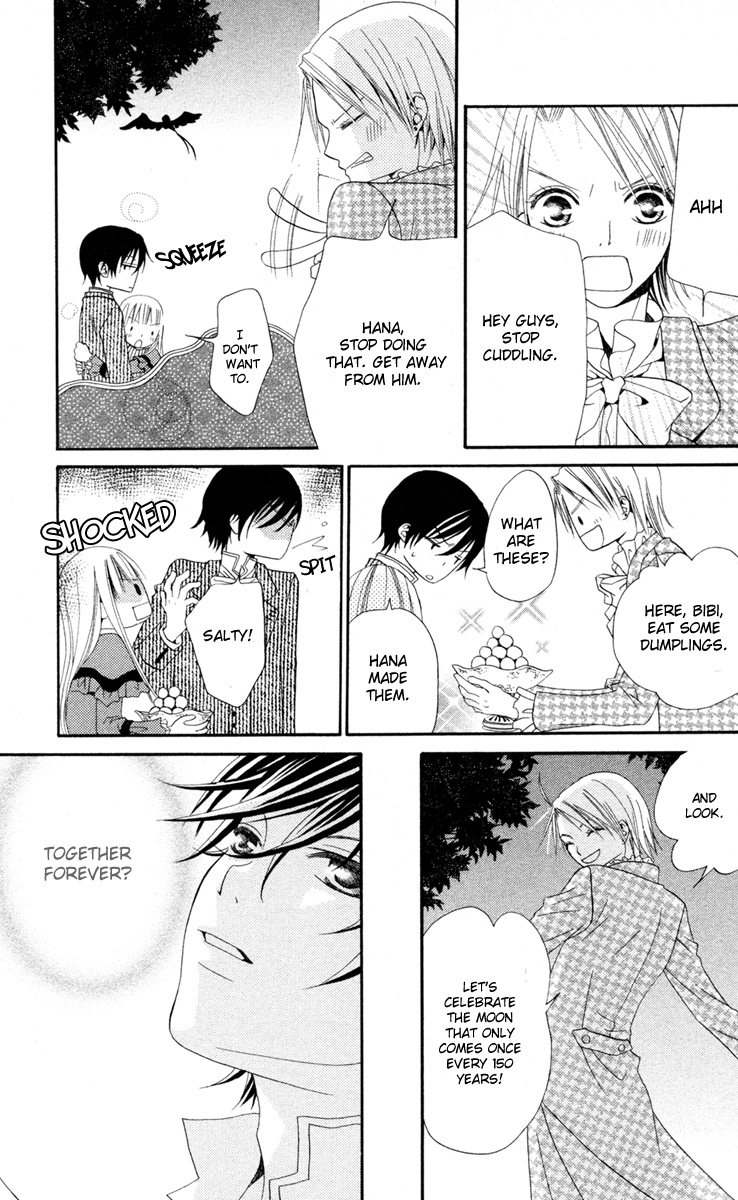 AHH
HEY GUYS,
STOP
CUDDLING.
HANA,
STOP DOING
THAT. GET AWAY
FROM HIM.
SQUEEZE
I
DON'T
WANT
TO.
HERE, BIBI,
EAT SOME
DUMPLINGS.
WHAT
ARE
THESE?
HANA
MADE
THEM.
SPIT
SALTY!
SHOCKED
AND
LOOK.
LET'S
CELEBRATE
THE MOON
THAT ONLY
COMES ONCE
EVERY 150
YEARS!
TOGETHER
FOREVER?